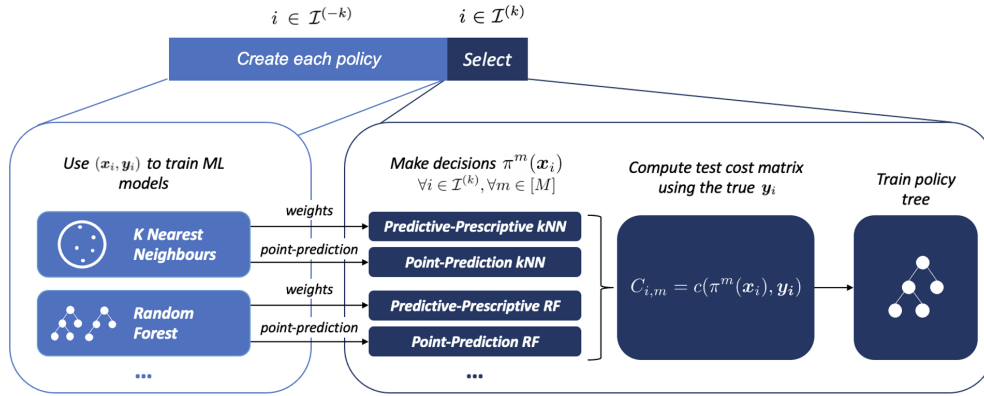 i ∈ 𝓘^(−k)
i ∈ 𝓘^(k)
Create each policy
Select
Use (x_i, y_i) to train ML
models
K Nearest
Neighbours
Random
Forest
...
weights
point-prediction
weights
point-prediction
Make decisions π^m(x_i)
∀i ∈ 𝓘^(k), ∀m ∈ [M]
Predictive-Prescriptive kNN
Point-Prediction kNN
Predictive-Prescriptive RF
Point-Prediction RF
...
Compute test cost matrix
using the true y_i
C_{i,m} = c(π^m(x_i), y_i)
Train policy
tree